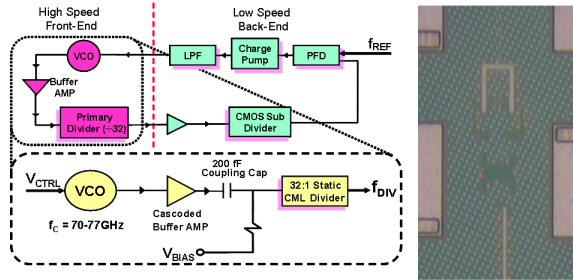 High Speed
Front-End
Low Speed
Back-End
VCO
LPF
Charge
Pump
PFD
fREF
Buffer
AMP
Primary
Divider (÷32)
CMOS Sub
Divider
200 fF
Coupling Cap
VCTRL
VCO
32:1 Static
CML Divider
fDIV
fC = 70-77GHz
Cascoded
Buffer AMP
VBIAS